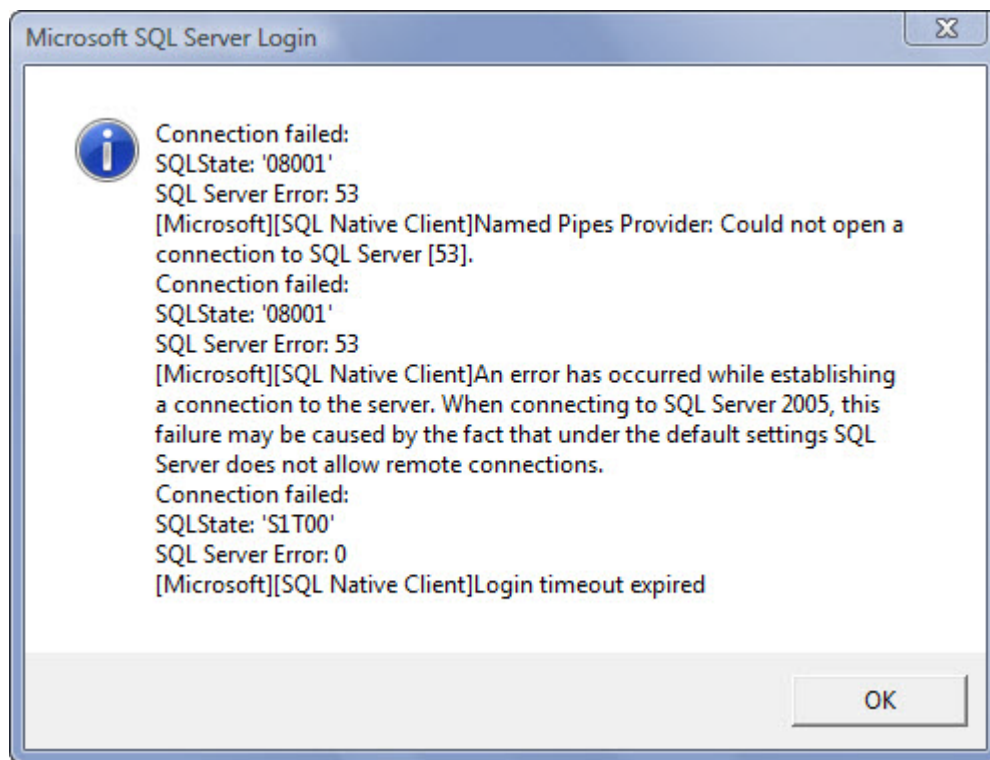 Microsoft SQL Server Login
Connection failed:
SQLState: '08001'
SQL Server Error: 53
[Microsoft][SQL Native Client]Named Pipes Provider: Could not open a
connection to SQL Server [53].
Connection failed:
SQLState: '08001'
SQL Server Error: 53
[Microsoft][SQL Native Client]An error has occurred while establishing
a connection to the server. When connecting to SQL Server 2005, this
failure may be caused by the fact that under the default settings SQL
Server does not allow remote connections.
Connection failed:
SQLState: 'S1T00'
SQL Server Error: 0
[Microsoft][SQL Native Client]Login timeout expired
OK